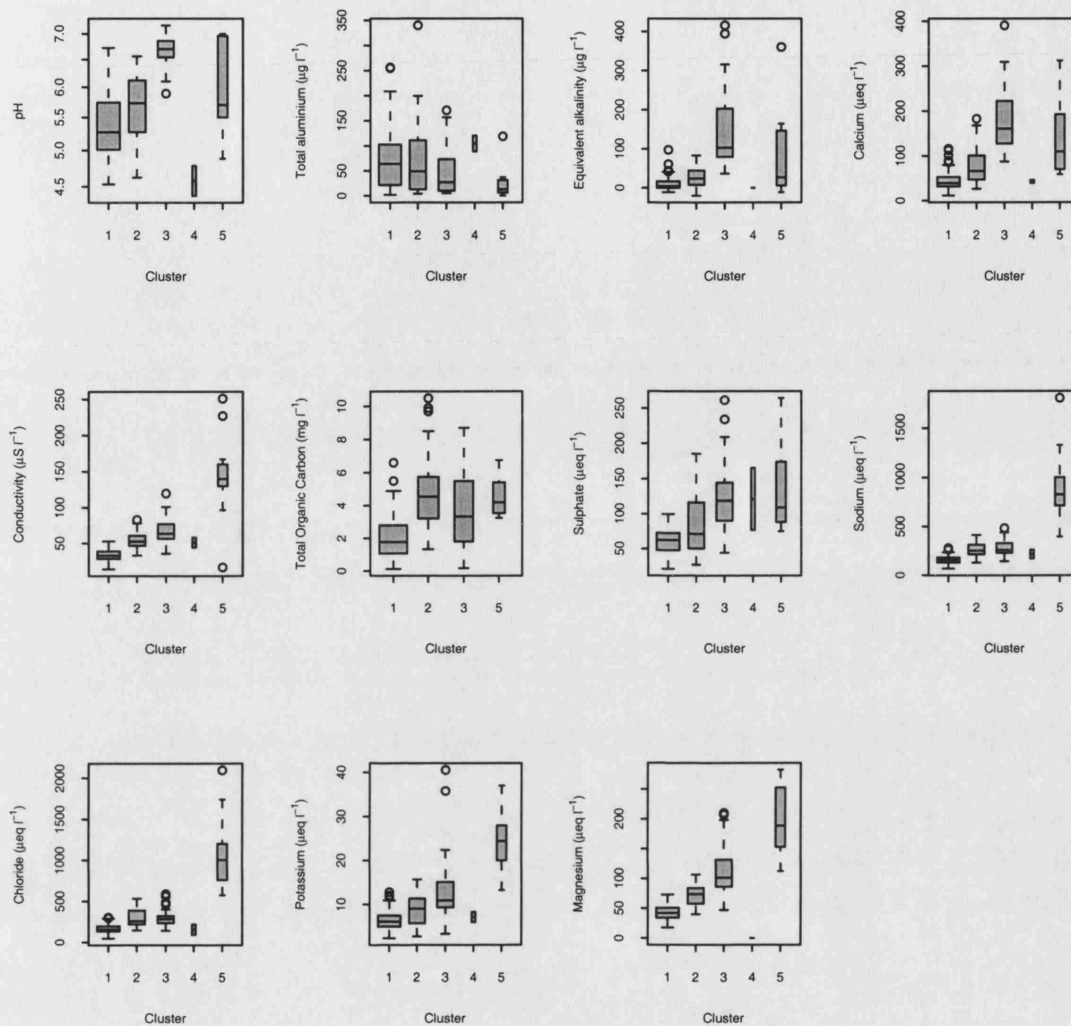 pH
7.0
6.0
5.5
5.0
4.5
1 2 3 4 5
Cluster
Total aluminium (µg l⁻¹)
350
250
150
100
50
0
1 2 3 4 5
Cluster
Equivalent alkalinity (µg l⁻¹)
400
300
200
100
0
1 2 3 4 5
Cluster
Calcium (µeq l⁻¹)
400
300
200
100
0
1 2 3 4 5
Cluster
Conductivity (µS l⁻¹)
250
200
150
100
50
1 2 3 4 5
Cluster
Total Organic Carbon (mg l⁻¹)
10
8
6
4
2
0
1 2 3 5
Cluster
Sulphate (µeq l⁻¹)
250
200
150
100
50
1 2 3 4 5
Cluster
Sodium (µeq l⁻¹)
1500
1000
500
0
1 2 3 4 5
Cluster
Chloride (µeq l⁻¹)
2000
1500
1000
500
0
1 2 3 4 5
Cluster
Potassium (µeq l⁻¹)
40
30
20
10
1 2 3 4 5
Cluster
Magnesium (µeq l⁻¹)
200
100
50
0
1 2 3 4 5
Cluster